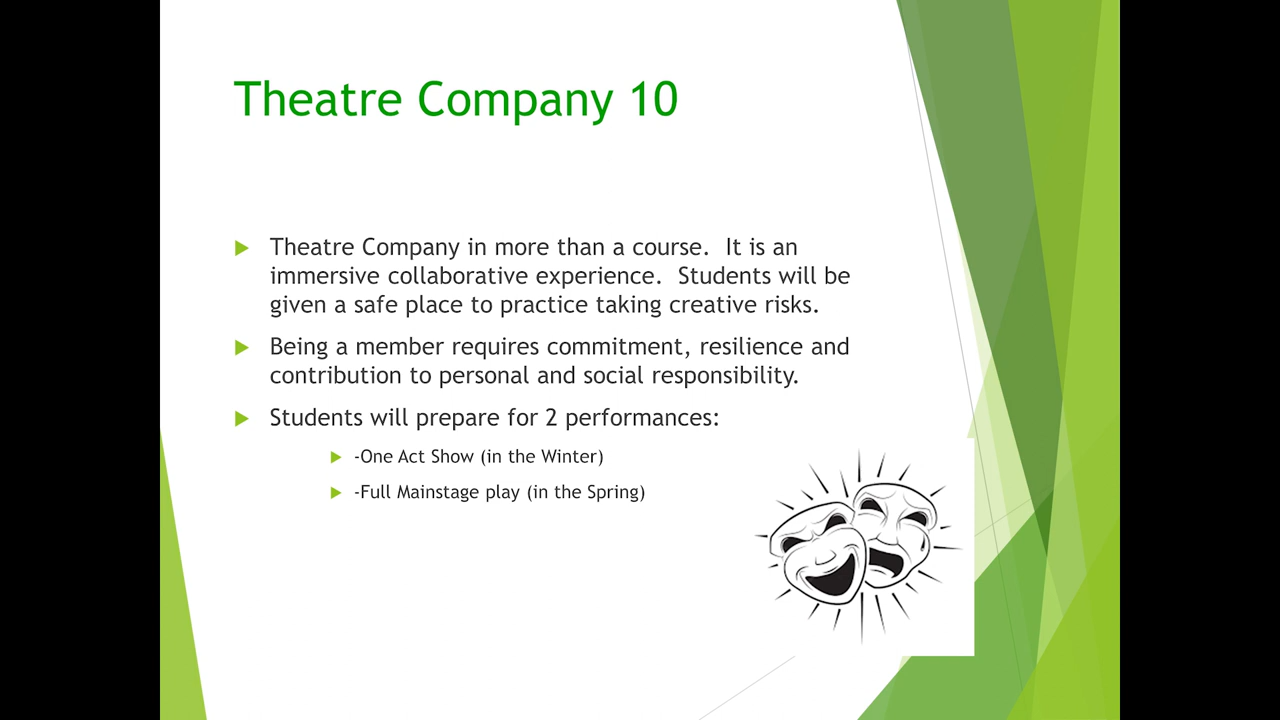 Theatre Company 10
Theatre Company in more than a course.  It is an
immersive collaborative experience.  Students will be
given a safe place to practice taking creative risks.
Being a member requires commitment, resilience and
contribution to personal and social responsibility.
Students will prepare for 2 performances:
-One Act Show (in the Winter)
-Full Mainstage play (in the Spring)